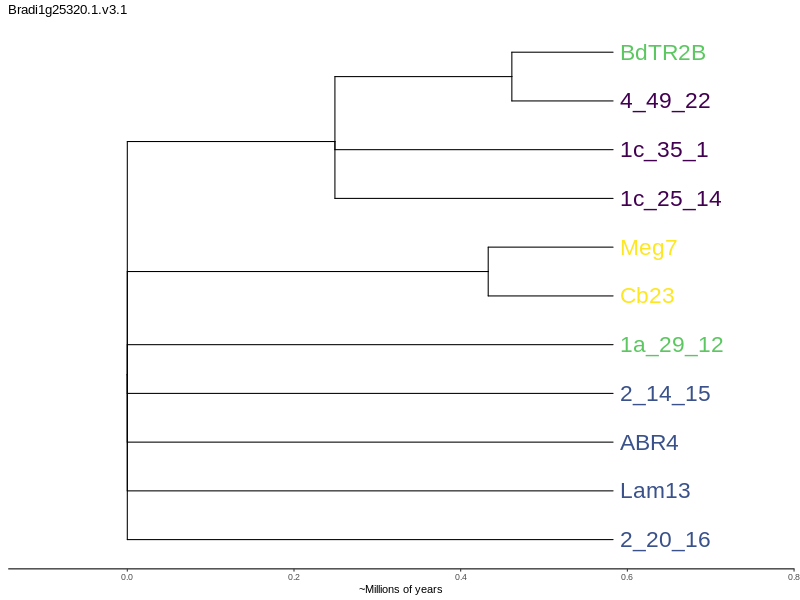 Bradi1g25320.1.v3.1
BdTR2B
4_49_22
1c_35_1
1c_25_14
Meg7
Cb23
1a_29_12
2_14_15
ABR4
Lam13
2_20_16
0.0 0.2 0.4 0.6 0.8
~Millions of years